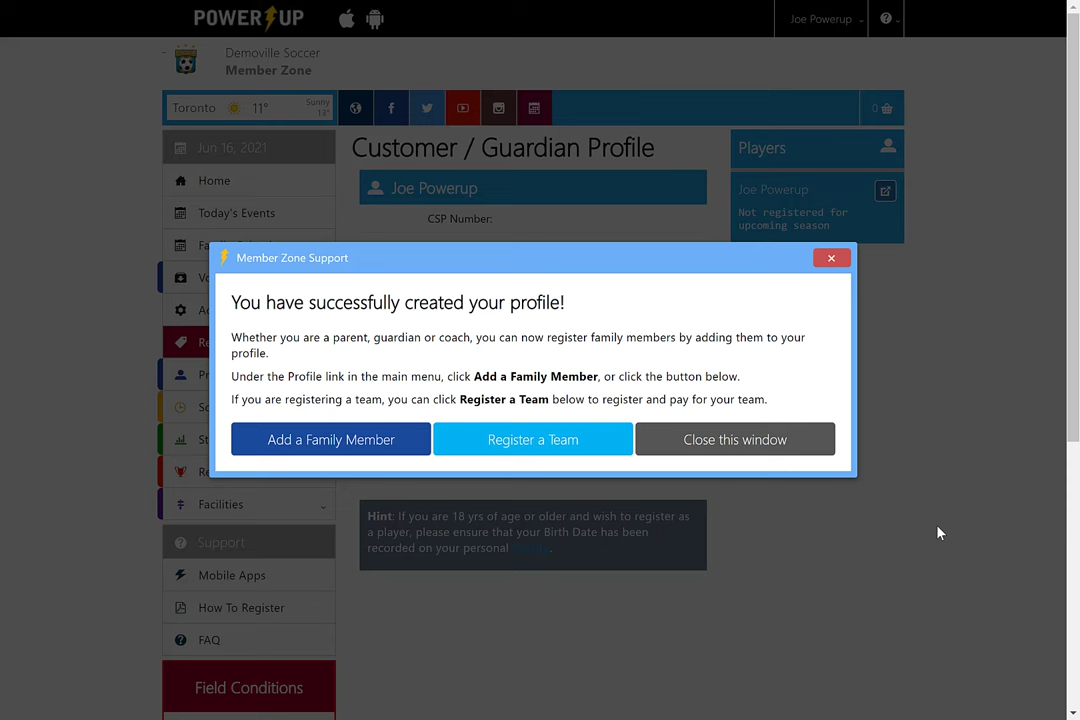 POWER UP
Joe Powerup
Demoville Soccer
Member Zone
Toronto 11° Sunny 13°
0
Jun 16, 2021
Home
Today's Events
Customer / Guardian Profile
Joe Powerup
CSP Number:
Players
Joe Powerup
Not registered for
upcoming season
Member Zone Support
You have successfully created your profile!
Whether you are a parent, guardian or coach, you can now register family members by adding them to your
profile.
Under the Profile link in the main menu, click Add a Family Member, or click the button below.
If you are registering a team, you can click Register a Team below to register and pay for your team.
Add a Family Member
Register a Team
Close this window
Facilities
Support
Mobile Apps
How To Register
FAQ
Field Conditions
Hint: If you are 18 yrs of age or older and wish to register as
a player, please ensure that your Birth Date has been
recorded on your personal